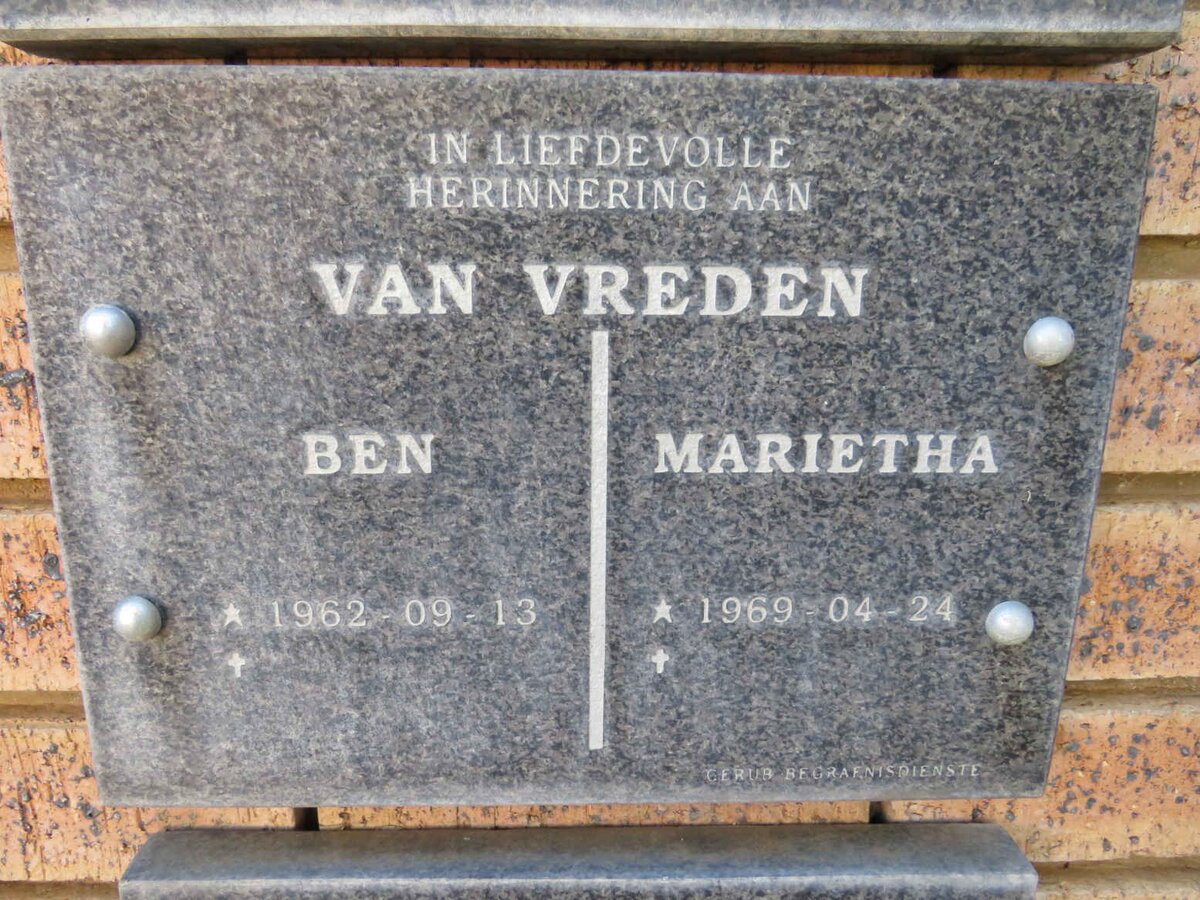 IN LIEFDEVOLLE
HERINNERING AAN
VAN VREDEN
BEN
★ 1962 - 09 - 13
✝
MARIETHA
★ 1969 - 04 - 24
✝
GERUB BEGRAFNISDIENSTE